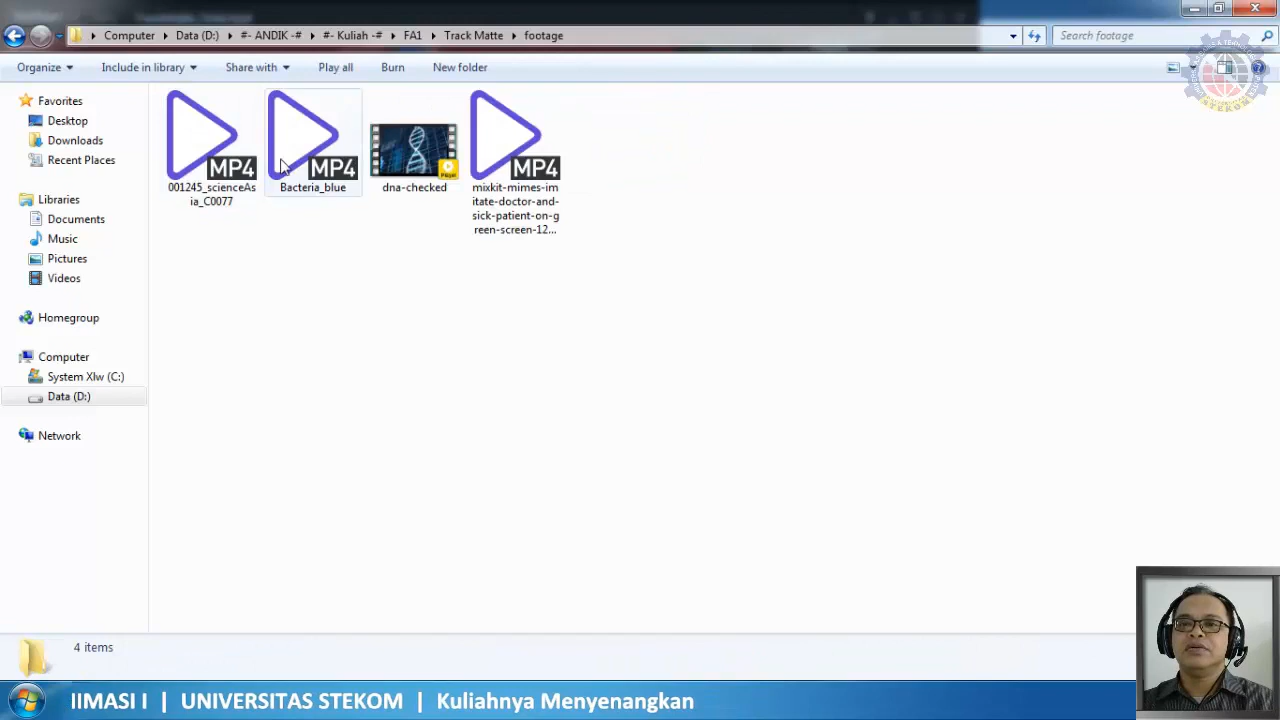 Computer Data (D:) #- ANDIK -# #- Kuliah -# FA1 Track Matte footage
Search footage
Organize Include in library Share with Play all Burn New folder
Favorites
Desktop
Downloads
Recent Places
Libraries
Documents
Music
Pictures
Videos
Homegroup
Computer
System Xlw (C:)
Data (D:)
Network
MP4
001245_scienceAs
ia_C0077
MP4
Bacteria_blue
dna-checked
MP4
mixkit-mimes-im
itate-doctor-and-
sick-patient-on-g
reen-screen-12...
STEKOM
4 items
IIMASI I | UNIVERSITAS STEKOM | Kuliahnya Menyenangkan